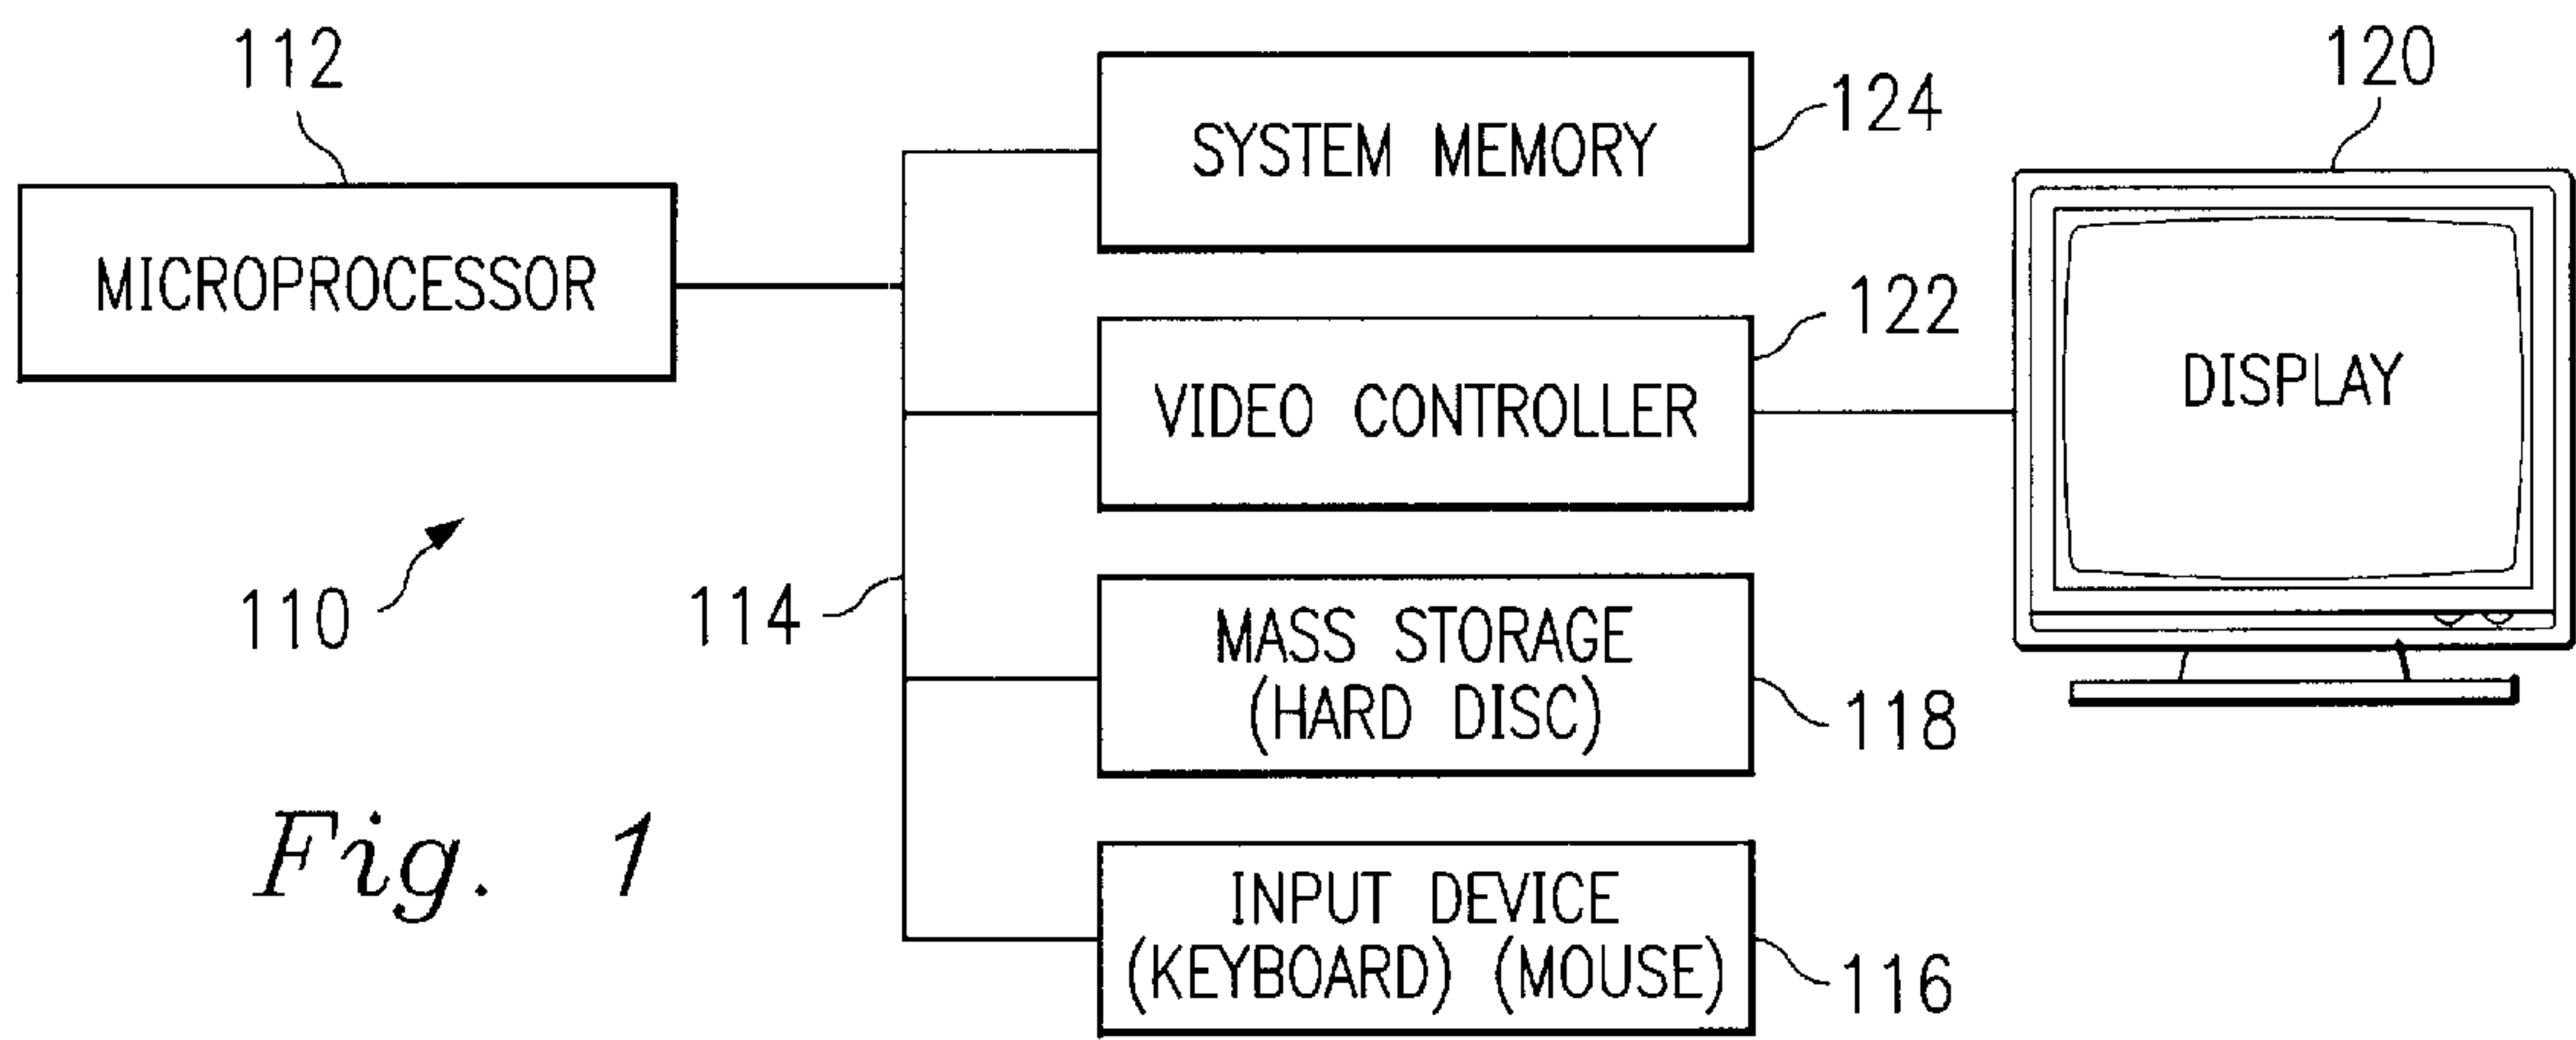 112
120
124
SYSTEM MEMORY
MICROPROCESSOR
122
VIDEO CONTROLLER
DISPLAY
110
114
MASS STORAGE
(HARD DISC)
118
Fig. 1
INPUT DEVICE
(KEYBOARD) (MOUSE)
116